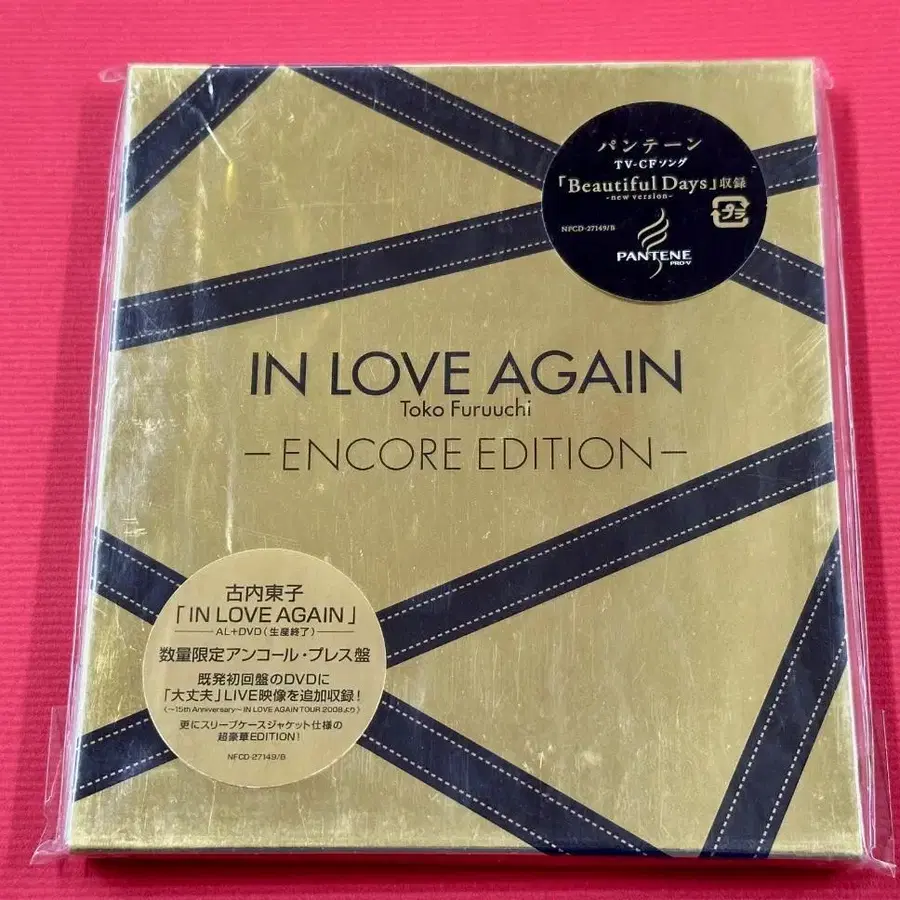 パンテーン
TV-CFソング
「Beautiful Days」収録
-new version-
プラ
NFCD-27149/B
PANTENE
PRO-V
IN LOVE AGAIN
Toko Furuuchi
-ENCORE EDITION-
古内東子
「IN LOVE AGAIN」
AL+DVD(生産終了)
数量限定アンコール・プレス盤
既発初回盤のDVDに
「大丈夫」LIVE映像を追加収録!
(~15th Anniversary~ IN LOVE AGAIN TOUR 2008より)
更にスリーブケースジャケット仕様の
超豪華EDITION!
NFCD-27149/B